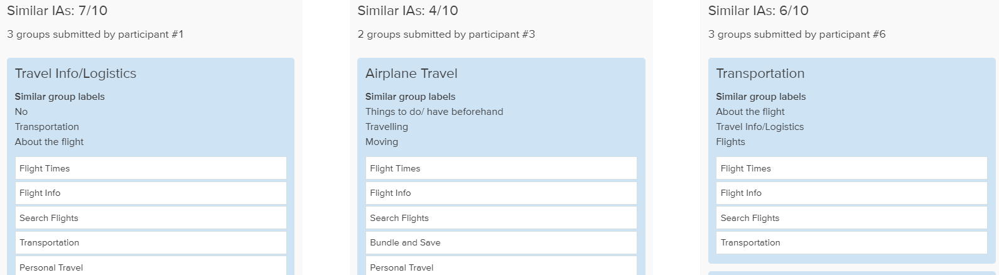 Similar IAs: 7/10
3 groups submitted by participant #1
Travel Info/Logistics
Similar group labels
No
Transportation
About the flight
Flight Times
Flight Info
Search Flights
Transportation
Personal Travel
Similar IAs: 4/10
2 groups submitted by participant #3
Airplane Travel
Similar group labels
Things to do/ have beforehand
Travelling
Moving
Flight Times
Flight Info
Search Flights
Bundle and Save
Personal Travel
Similar IAs: 6/10
3 groups submitted by participant #6
Transportation
Similar group labels
About the flight
Travel Info/Logistics
Flights
Flight Times
Flight Info
Search Flights
Transportation